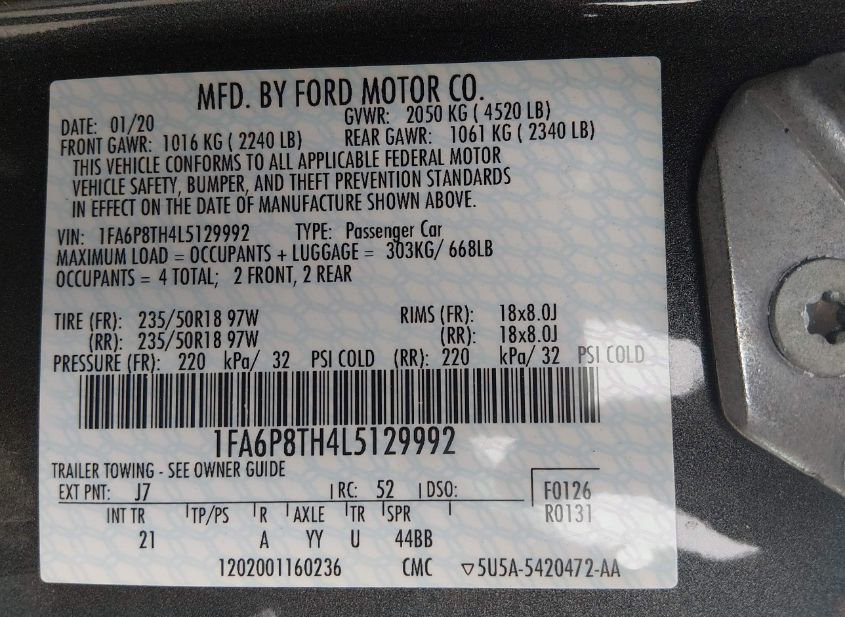 MFD. BY FORD MOTOR CO.
DATE: 01/20 GVWR: 2050 KG ( 4520 LB)
FRONT GAWR: 1016 KG ( 2240 LB) REAR GAWR: 1061 KG ( 2340 LB)
THIS VEHICLE CONFORMS TO ALL APPLICABLE FEDERAL MOTOR
VEHICLE SAFETY, BUMPER, AND THEFT PREVENTION STANDARDS
IN EFFECT ON THE DATE OF MANUFACTURE SHOWN ABOVE.
VIN: 1FA6P8TH4L5129992 TYPE: Passenger Car
MAXIMUM LOAD = OCCUPANTS + LUGGAGE = 303KG/ 668LB
OCCUPANTS = 4 TOTAL; 2 FRONT, 2 REAR
TIRE (FR): 235/50R18 97W RIMS (FR): 18x8.0J
(RR): 235/50R18 97W (RR): 18x8.0J
PRESSURE (FR): 220 kPa/ 32 PSI COLD (RR): 220 kPa/ 32 PSI COLD
1FA6P8TH4L5129992
TRAILER TOWING - SEE OWNER GUIDE
EXT PNT: J7 RC: 52 DSO: F0126
INT TR TP/PS R AXLE TR SPR R0131
21 A YY U 44BB
1202001160236 CMC ▽5U5A-5420472-AA